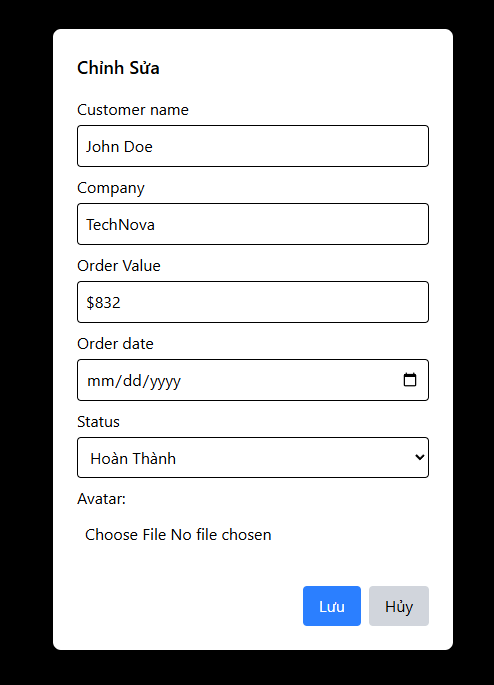 Chỉnh Sửa
Customer name
John Doe
Company
TechNova
Order Value
$832
Order date
mm/dd/yyyy
Status
Hoàn Thành
Avatar:
Choose File No file chosen
Lưu Hủy